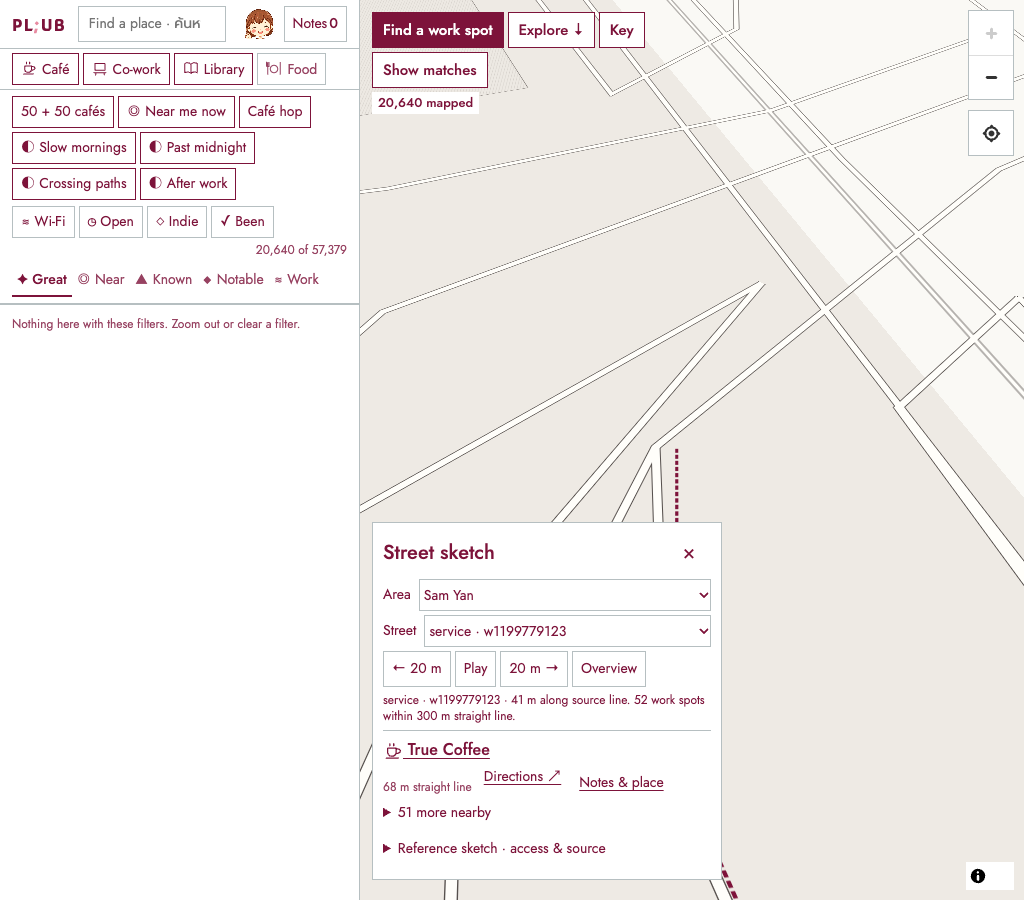 PL:UB
Find a place · ค้นห
Notes 0
Café
Co-work
Library
Food
50 + 50 cafés
Near me now
Café hop
Slow mornings
Past midnight
Crossing paths
After work
≈ Wi-Fi
Open
Indie
Been
20,640 of 57,379
Great
Near
Known
Notable
≈ Work
Nothing here with these filters. Zoom out or clear a filter.
Find a work spot
Explore ↓
Key
Show matches
20,640 mapped
Street sketch
×
Area
Sam Yan
Street
service · w1199779123
← 20 m
Play
20 m →
Overview
service · w1199779123 · 41 m along source line. 52 work spots
within 300 m straight line.
True Coffee
68 m straight line
Directions ↗
Notes & place
▶ 51 more nearby
▶ Reference sketch · access & source